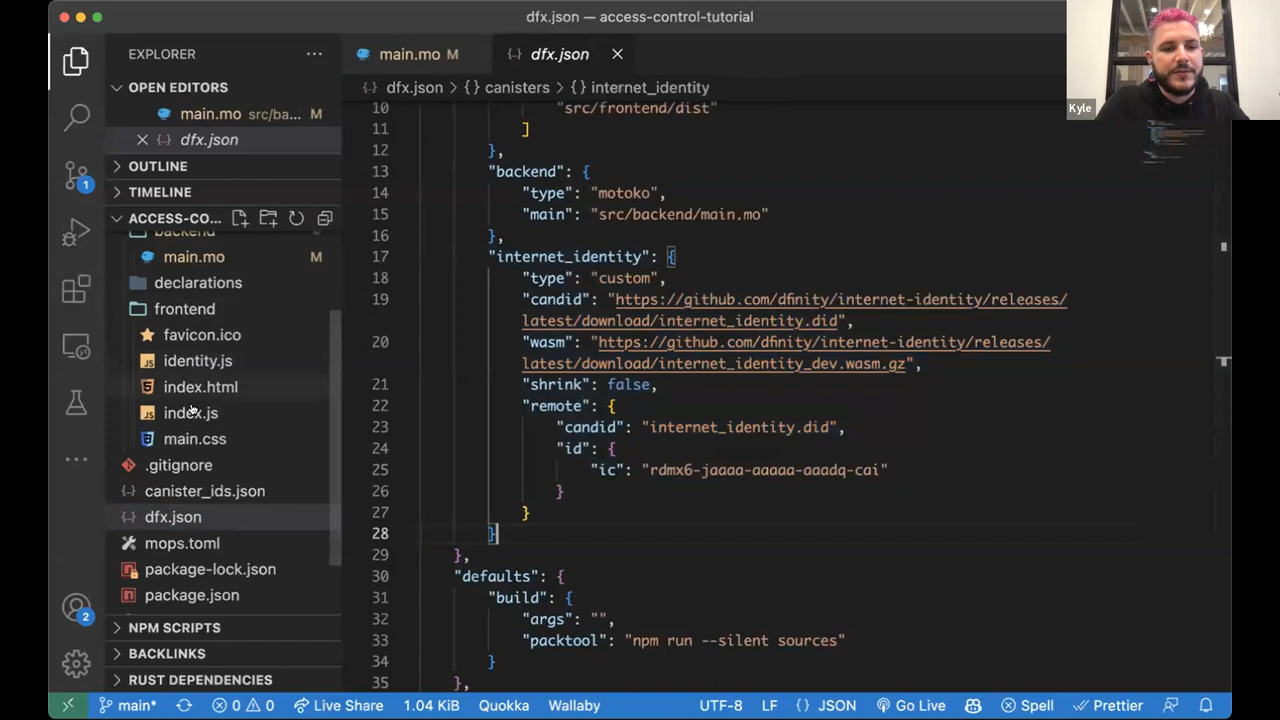 dfx.json — access-control-tutorial
Kyle
EXPLORER
OPEN EDITORS
main.mo src/ba... M
dfx.json
OUTLINE
TIMELINE
ACCESS-CO...
backend
main.mo M
declarations
frontend
favicon.ico
identity.js
index.html
index.js
main.css
.gitignore
canister_ids.json
dfx.json
mops.toml
package-lock.json
package.json
NPM SCRIPTS
BACKLINKS
RUST DEPENDENCIES
1
2
main.mo M
{} dfx.json
dfx.json > {} canisters > {} internet_identity
10 "src/frontend/dist"
11 ]
12 },
13 "backend": {
14 "type": "motoko",
15 "main": "src/backend/main.mo"
16 },
17 "internet_identity": {
18 "type": "custom",
19 "candid": "https://github.com/dfinity/internet-identity/releases/
latest/download/internet_identity.did",
20 "wasm": "https://github.com/dfinity/internet-identity/releases/
latest/download/internet_identity_dev.wasm.gz",
21 "shrink": false,
22 "remote": {
23 "candid": "internet_identity.did",
24 "id": {
25 "ic": "rdmx6-jaaaa-aaaaa-aaadq-cai"
26 }
27 }
28 }
29 },
30 "defaults": {
31 "build": {
32 "args": "",
33 "packtool": "npm run --silent sources"
34 }
35 },
main* 0 0 Live Share 1.04 KiB Quokka Wallaby UTF-8 LF {} JSON Go Live Spell Prettier